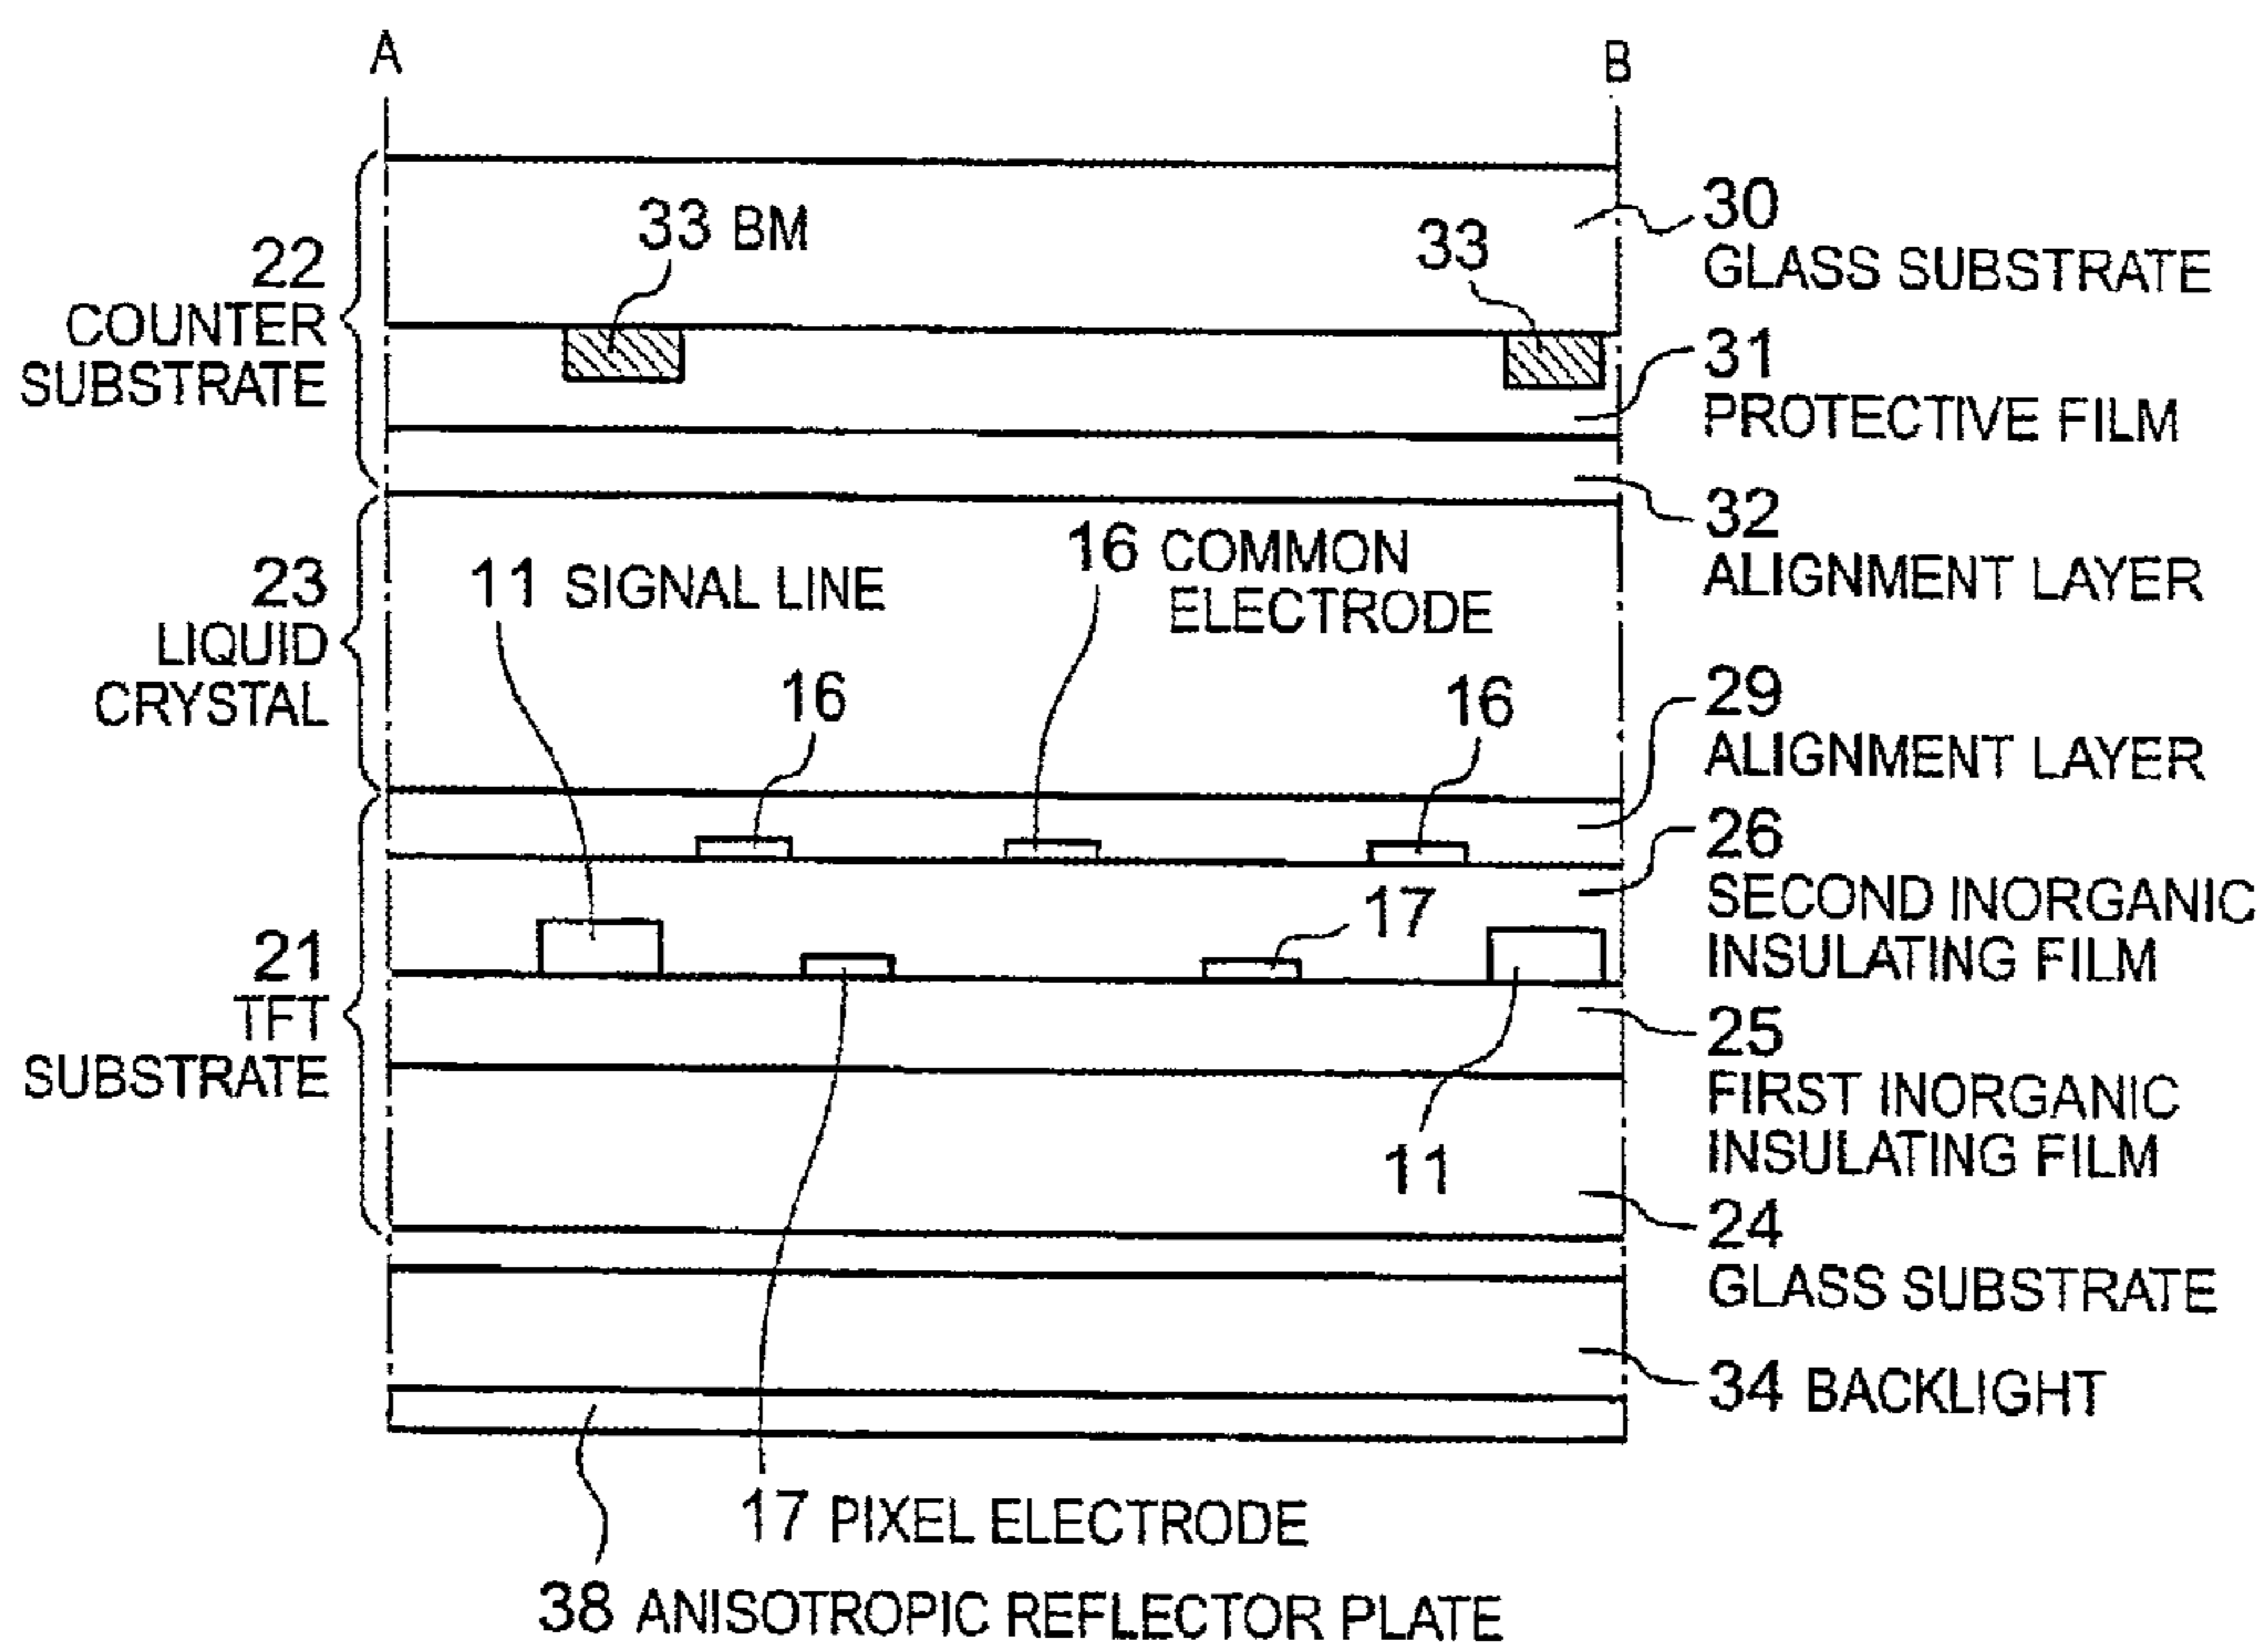 A
B
33 BM
33
30
GLASS SUBSTRATE
22
COUNTER
SUBSTRATE
31
PROTECTIVE FILM
32
ALIGNMENT LAYER
16 COMMON
ELECTRODE
11 SIGNAL LINE
23
LIQUID
CRYSTAL
16
16
29
ALIGNMENT LAYER
26
SECOND INORGANIC
INSULATING FILM
17
21
TFT
SUBSTRATE
25
FIRST INORGANIC
INSULATING FILM
11
24
GLASS SUBSTRATE
34 BACKLIGHT
17 PIXEL ELECTRODE
38 ANISOTROPIC REFLECTOR PLATE